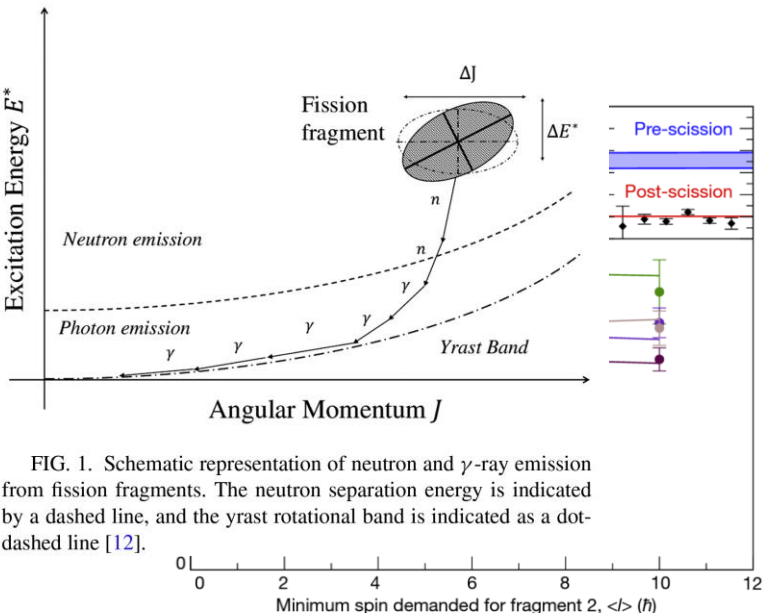 Excitation Energy E*
ΔJ
Fission
fragment
ΔE*
n
n
Neutron emission
γ
γ
γ
γ
γ
Photon emission
Yrast Band
Angular Momentum J
Pre-scission
Post-scission
FIG. 1. Schematic representation of neutron and γ-ray emission
from fission fragments. The neutron separation energy is indicated
by a dashed line, and the yrast rotational band is indicated as a dot-
dashed line [12].
0
0 2 4 6 8 10 12
Minimum spin demanded for fragment 2, <I> (ħ)